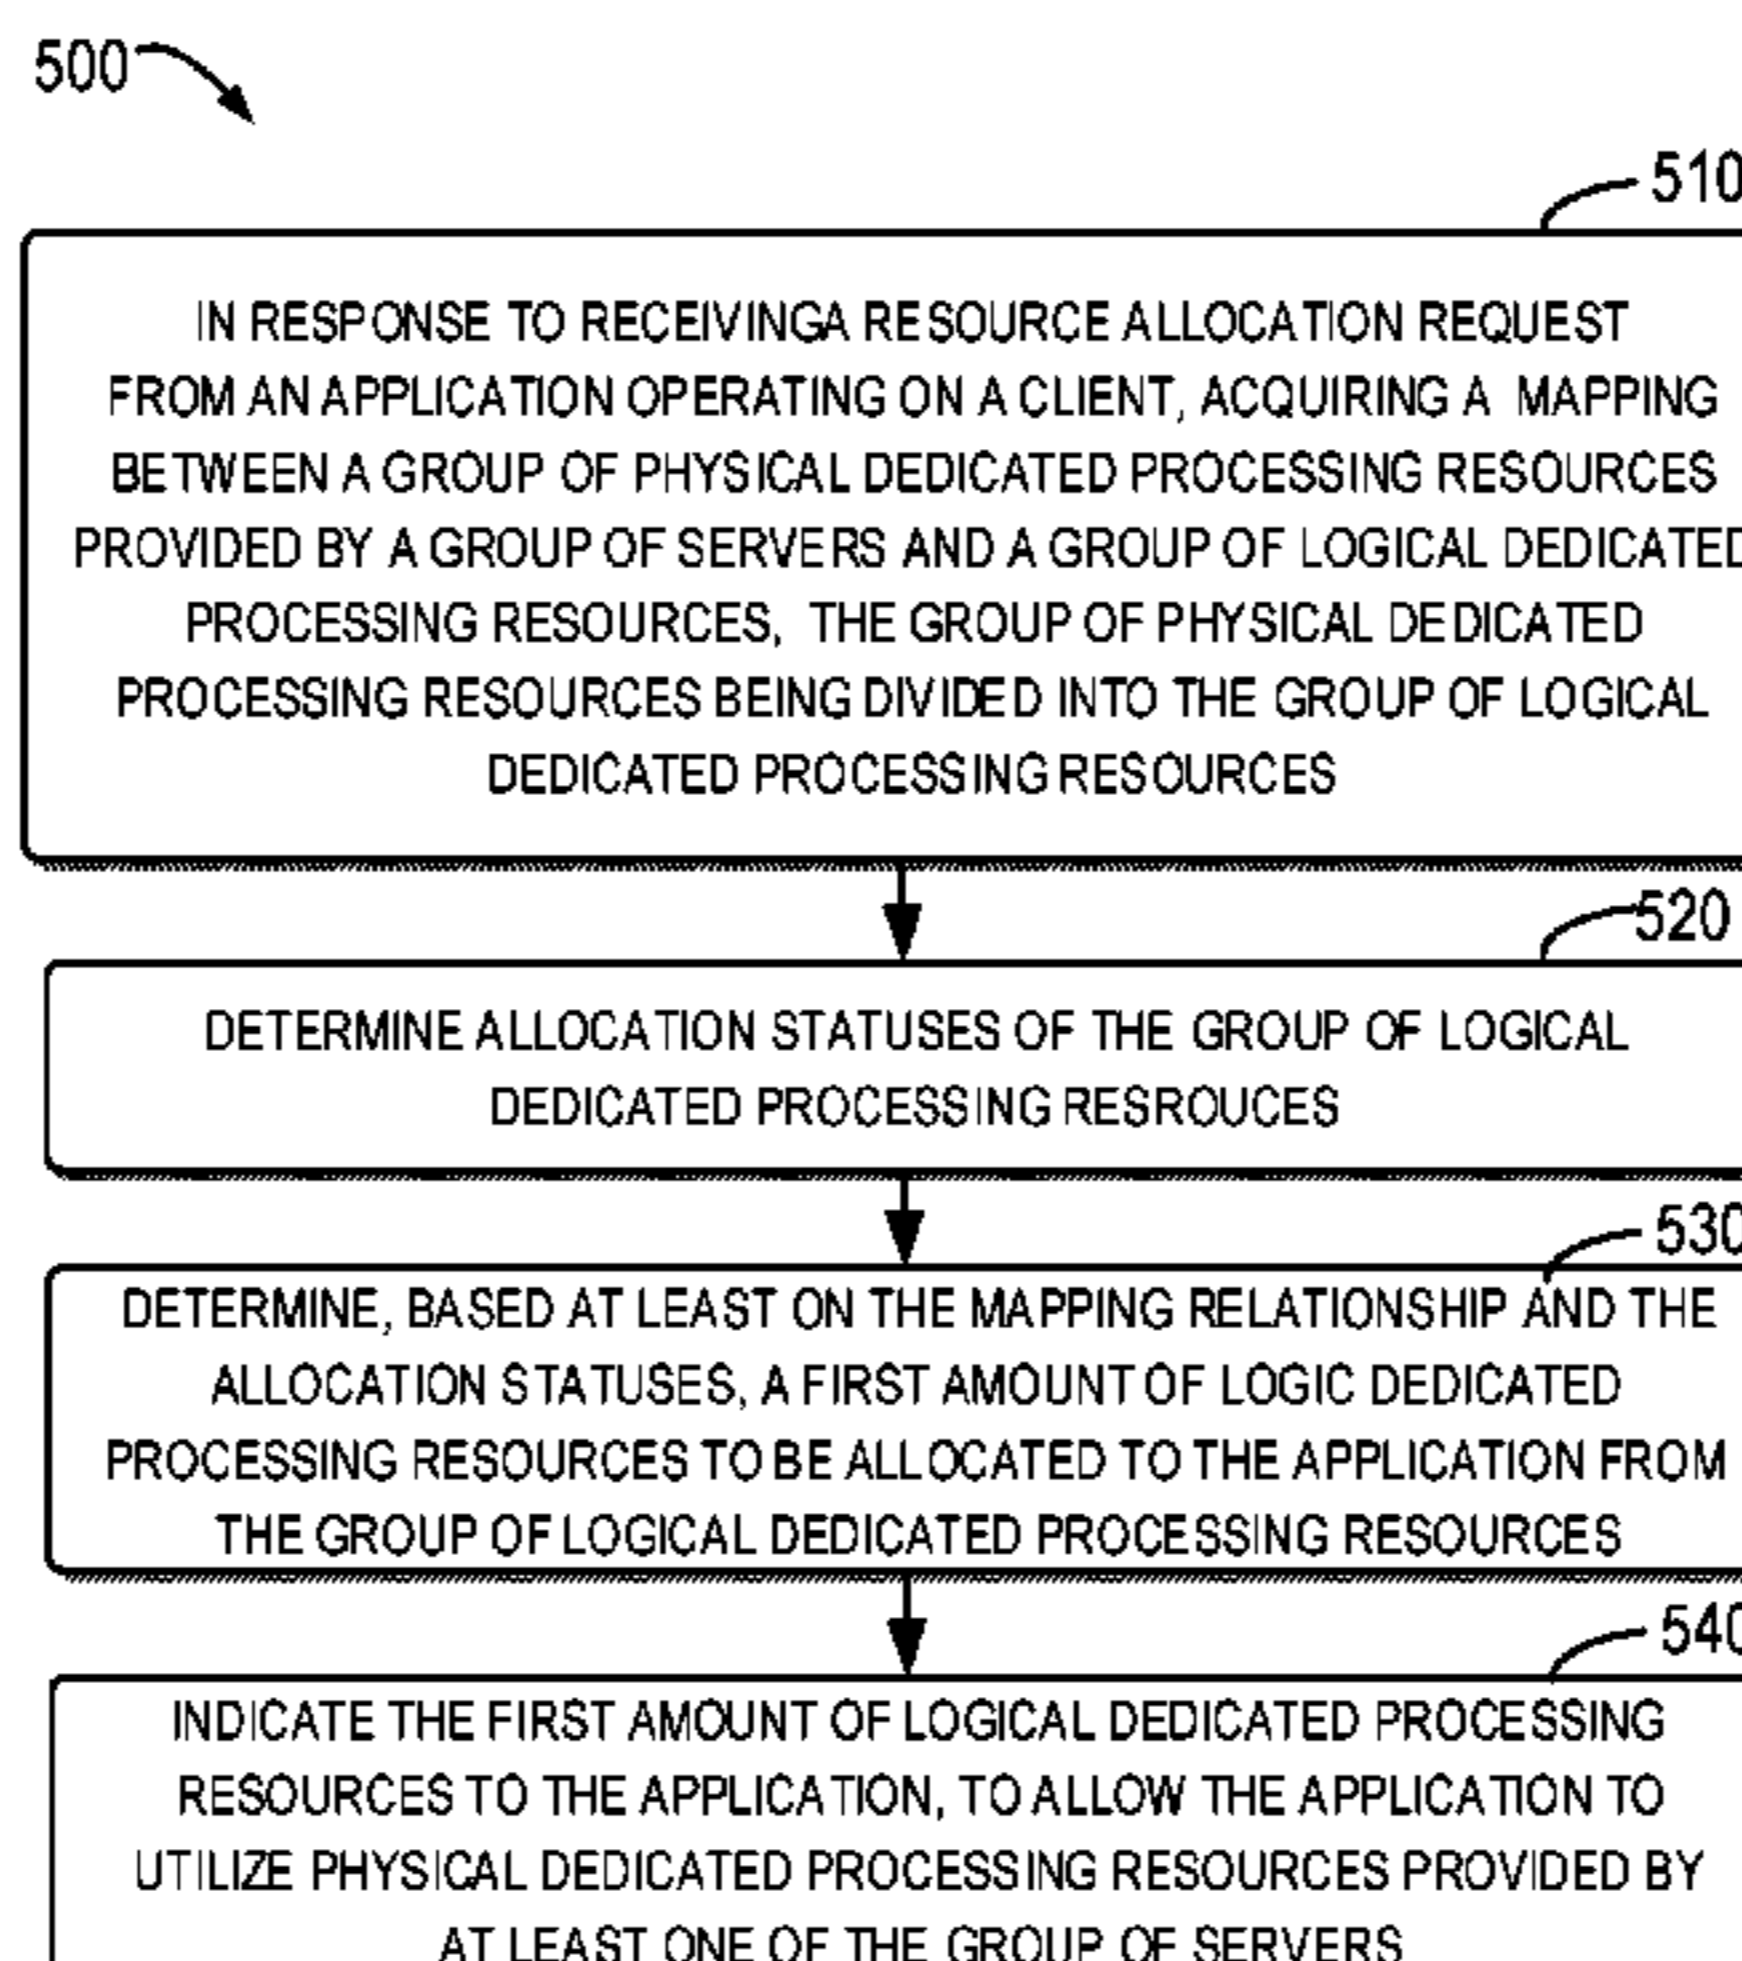 500
510
IN RESPONSE TO RECEIVINGA RESOURCE ALLOCATION REQUEST
FROM AN APPLICATION OPERATING ON A CLIENT, ACQUIRING A MAPPING
BETWEEN A GROUP OF PHYSICAL DEDICATED PROCESSING RESOURCES
PROVIDED BY A GROUP OF SERVERS AND A GROUP OF LOGICAL DEDICATED
PROCESSING RESOURCES, THE GROUP OF PHYSICAL DEDICATED
PROCESSING RESOURCES BEING DIVIDED INTO THE GROUP OF LOGICAL
DEDICATED PROCESSING RESOURCES
520
DETERMINE ALLOCATION STATUSES OF THE GROUP OF LOGICAL
DEDICATED PROCESSING RESROUCES
530
DETERMINE, BASED AT LEAST ON THE MAPPING RELATIONSHIP AND THE
ALLOCATION STATUSES, A FIRST AMOUNT OF LOGIC DEDICATED
PROCESSING RESOURCES TO BE ALLOCATED TO THE APPLICATION FROM
THE GROUP OF LOGICAL DEDICATED PROCESSING RESOURCES
540
INDICATE THE FIRST AMOUNT OF LOGICAL DEDICATED PROCESSING
RESOURCES TO THE APPLICATION, TO ALLOW THE APPLICATION TO
UTILIZE PHYSICAL DEDICATED PROCESSING RESOURCES PROVIDED BY
AT LEAST ONE OF THE GROUP OF SERVERS